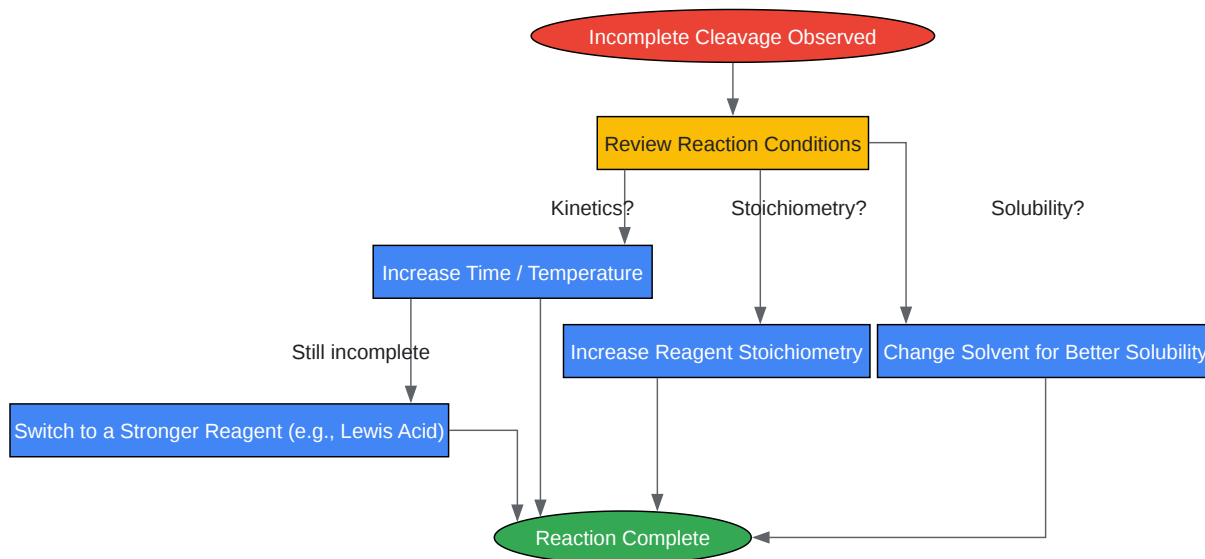 Incomplete Cleavage Observed
Review Reaction Conditions
Kinetics?
Stoichiometry?
Solubility?
Increase Time / Temperature
Increase Reagent Stoichiometry
Change Solvent for Better Solubility
Still incomplete
Switch to a Stronger Reagent (e.g., Lewis Acid)
Reaction Complete